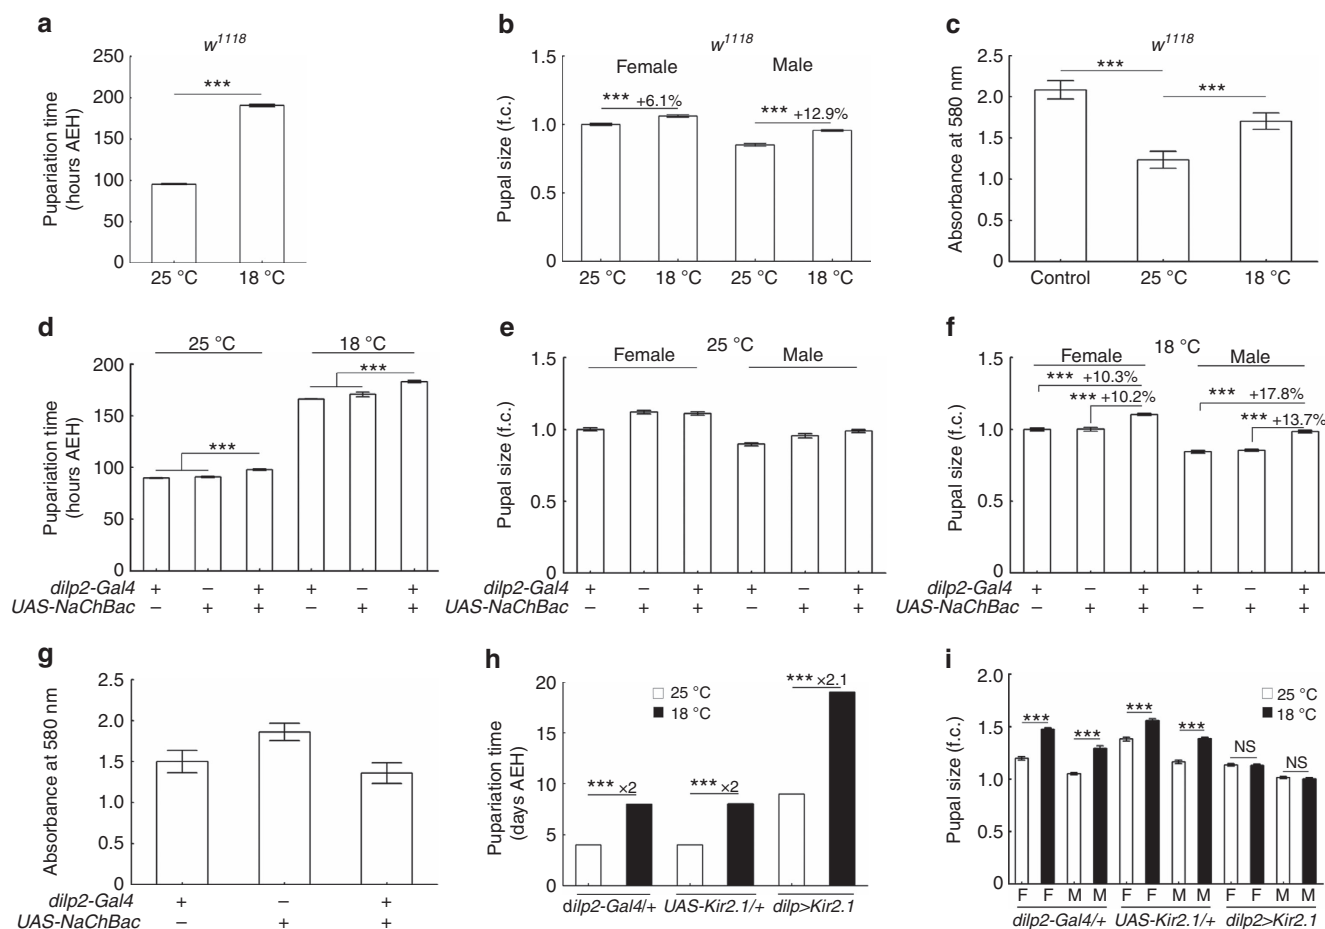 a
w1118
Pupariation time
(hours AEH)
250
200
150
100
50
0
***
25 °C 18 °C
b
w1118
Pupal size (f.c.)
1.5
1.0
0.5
0
Female Male
*** +6.1%
*** +12.9%
25 °C 18 °C 25 °C 18 °C
c
w1118
Absorbance at 580 nm
2.5
2.0
1.5
1.0
0.5
0
*** ***
Control 25 °C 18 °C
d
25 °C 18 °C
Pupariation time
(hours AEH)
200
150
100
50
0
*** ***
dilp2-Gal4 + − + + − +
UAS-NaChBac − + + − + +
e
25 °C
Female Male
Pupal size (f.c.)
1.5
1.0
0.5
0
dilp2-Gal4 + − + + − +
UAS-NaChBac − + + − + +
f
18 °C
Female Male
Pupal size (f.c.)
1.5
1.0
0.5
0
*** +10.3%
*** +10.2%
*** +17.8%
*** +13.7%
dilp2-Gal4 + − + + − +
UAS-NaChBac − + + − + +
g
Absorbance at 580 nm
2.5
2.0
1.5
1.0
0.5
0
dilp2-Gal4 + − +
UAS-NaChBac − + +
h
Pupariation time
(days AEH)
20
15
10
5
0
25 °C
18 °C
*** ×2
*** ×2
*** ×2.1
dilp2-Gal4/+ UAS-Kir2.1/+ dilp>Kir2.1
i
Pupal size (f.c.)
2.0
1.5
1.0
0.5
0
25 °C
18 °C
*** *** *** *** NS NS
F F M M F F M M F F M M
dilp2-Gal4/+ UAS-Kir2.1/+ dilp2>Kir2.1